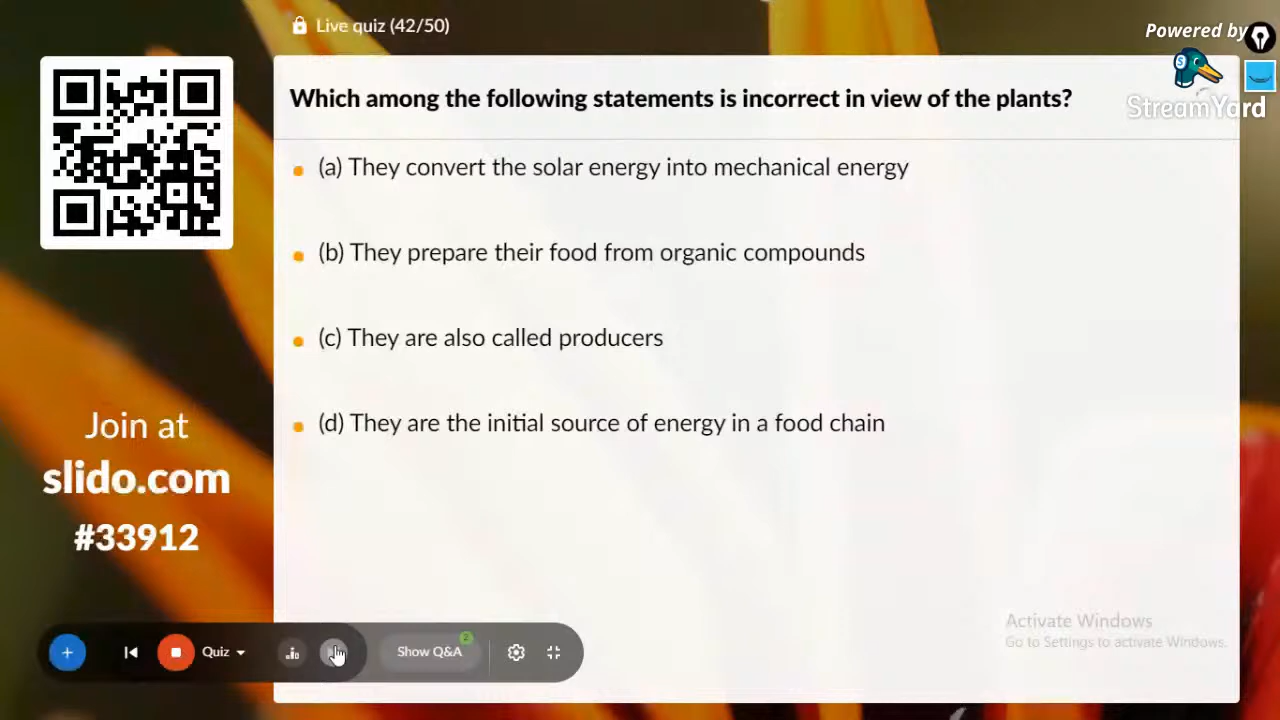 Live quiz (42/50)
Powered by
StreamYard
Which among the following statements is incorrect in view of the plants?
(a) They convert the solar energy into mechanical energy
(b) They prepare their food from organic compounds
(c) They are also called producers
(d) They are the initial source of energy in a food chain
Join at
slido.com
#33912
Quiz
Show Q&A
2
Activate Windows
Go to Settings to activate Windows.